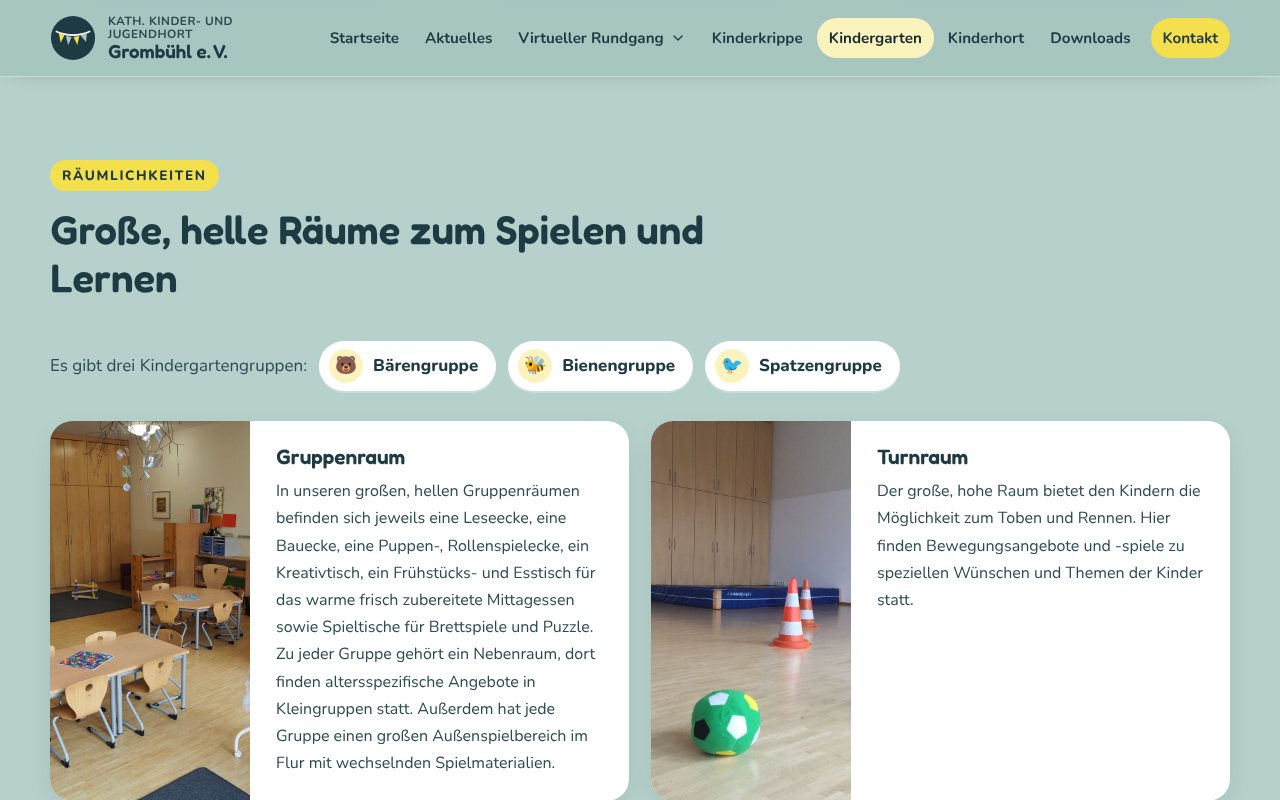 KATH. KINDER- UND
JUGENDHORT
Grombühl e. V.
Startseite
Aktuelles
Virtueller Rundgang
Kinderkrippe
Kindergarten
Kinderhort
Downloads
Kontakt
RÄUMLICHKEITEN
Große, helle Räume zum Spielen und
Lernen
Es gibt drei Kindergartengruppen:
Bärengruppe
Bienengruppe
Spatzengruppe
Gruppenraum
In unseren großen, hellen Gruppenräumen
befinden sich jeweils eine Leseecke, eine
Bauecke, eine Puppen-, Rollenspielecke, ein
Kreativtisch, ein Frühstücks- und Esstisch für
das warme frisch zubereitete Mittagessen
sowie Spieltische für Brettspiele und Puzzle.
Zu jeder Gruppe gehört ein Nebenraum, dort
finden altersspezifische Angebote in
Kleingruppen statt. Außerdem hat jede
Gruppe einen großen Außenspielbereich im
Flur mit wechselnden Spielmaterialien.
Turnraum
Der große, hohe Raum bietet den Kindern die
Möglichkeit zum Toben und Rennen. Hier
finden Bewegungsangebote und -spiele zu
speziellen Wünschen und Themen der Kinder
statt.